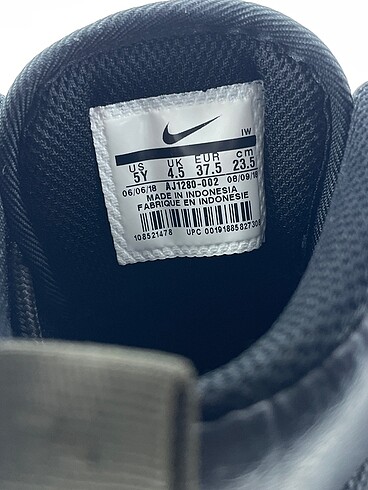 IW
US UK EUR cm
5Y 4.5 37.5 23.5
06/06/18 AJ1280-002 08/09/18
MADE IN INDONESIA
FABRIQUE EN INDONESIE
108521478 UPC 00191885827308